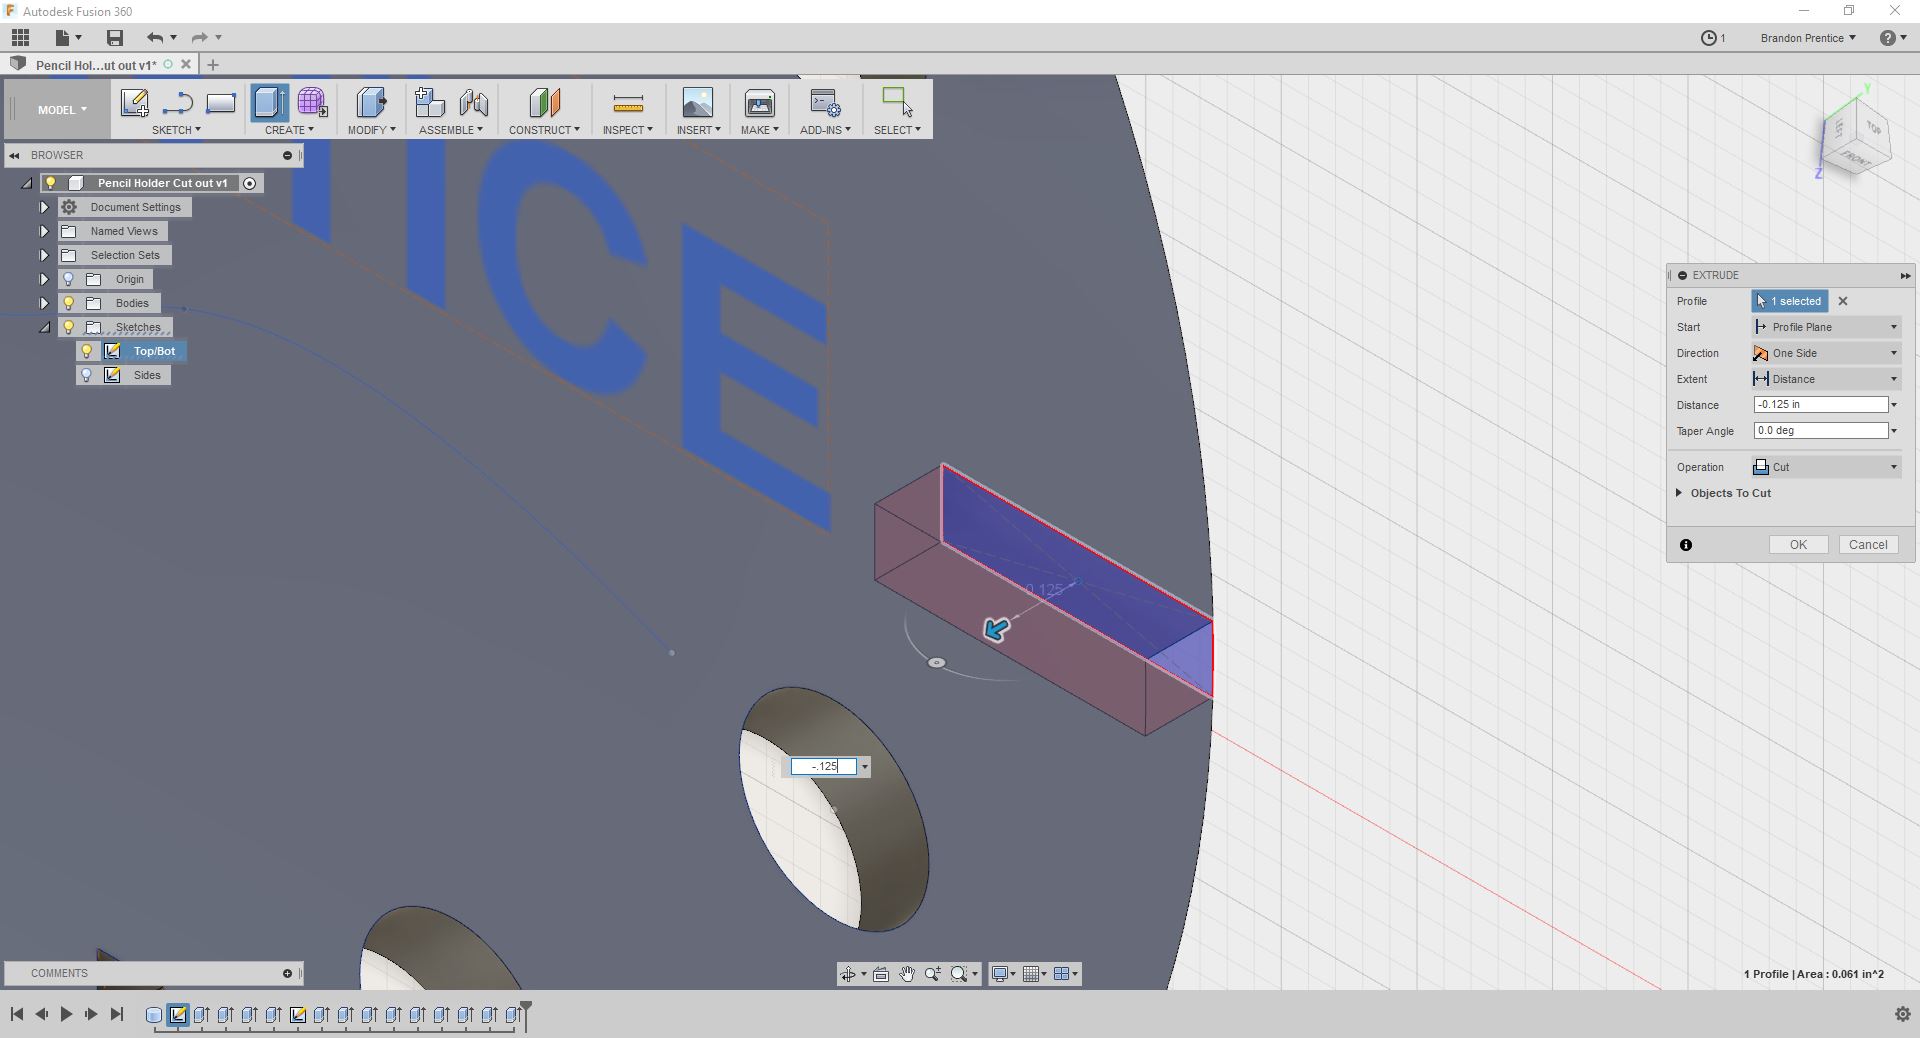 Autodesk Fusion 360
1
Brandon Prentice
Pencil Hol...ut out v1*
MODEL
SKETCH
CREATE
MODIFY
ASSEMBLE
CONSTRUCT
INSPECT
INSERT
MAKE
ADD-INS
SELECT
BROWSER
Pencil Holder Cut out v1
Document Settings
Named Views
Selection Sets
Origin
Bodies
Sketches
Top/Bot
Sides
ICE
0.125
-.125
Y
TOP
FRONT
Z
EXTRUDE
Profile 1 selected
Start Profile Plane
Direction One Side
Extent Distance
Distance -0.125 in
Taper Angle 0.0 deg
Operation Cut
Objects To Cut
OK Cancel
COMMENTS
1 Profile | Area : 0.061 in^2